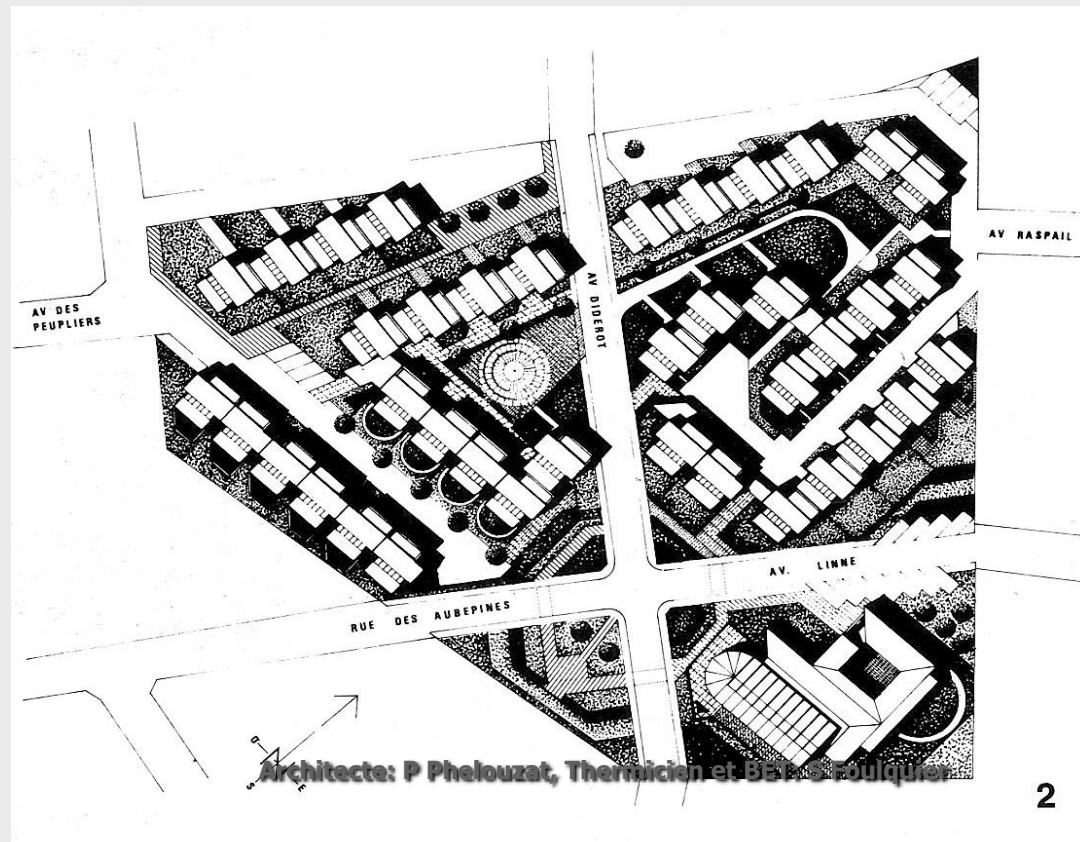 AV RASPAIL
AV DIDEROT
AV DES
PEUPLIERS
AV. LINNE
RUE DES AUBEPINES
O
S
E
Architecte: P Phelouzat, Thermicien et BET: S Foulquier
2